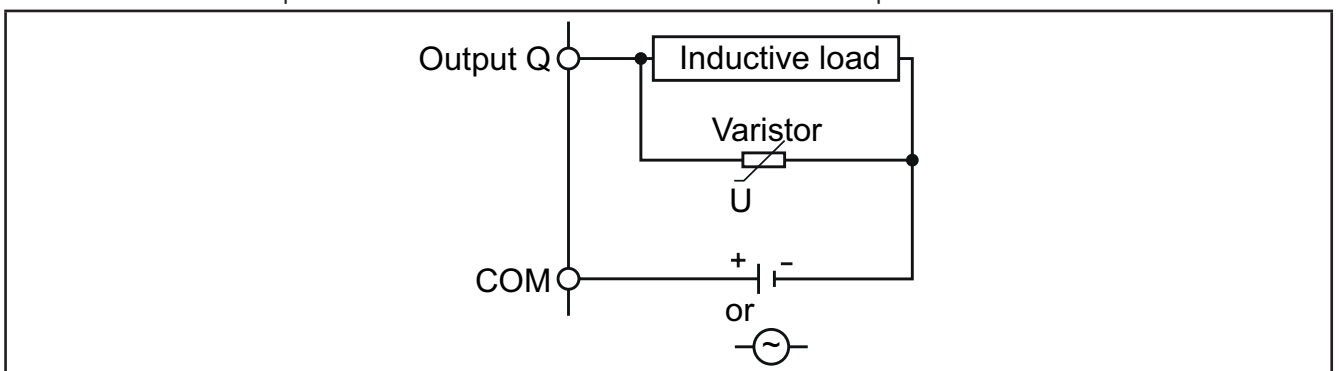 Output Q
Inductive load
Varistor
U
COM
+ -
or
~